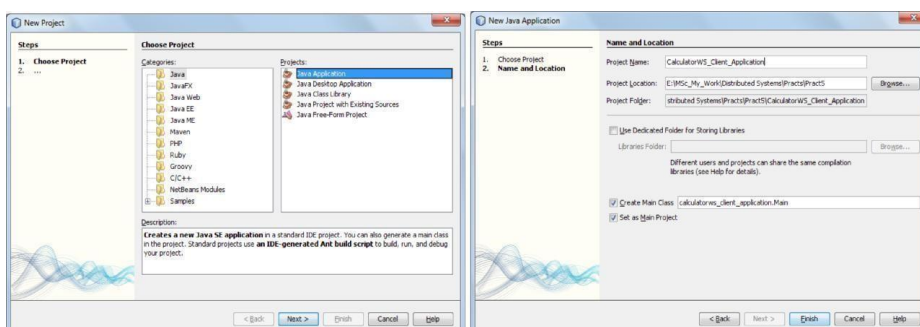 New Project
Steps
1. Choose Project
2. ...
Choose Project
Categories:
Java
JavaFX
Java Web
Java EE
Java ME
Maven
PHP
Ruby
Groovy
C/C++
NetBeans Modules
Samples
Projects:
Java Application
Java Desktop Application
Java Class Library
Java Project with Existing Sources
Java Free-Form Project
Description:
Creates a new Java SE application in a standard IDE project. You can also generate a main class
in the project. Standard projects use an IDE-generated Ant build script to build, run, and debug
your project.
< Back Next > Finish Cancel Help
New Java Application
Steps
1. Choose Project
2. Name and Location
Name and Location
Project Name: CalculatorWS_Client_Application
Project Location: E:\MSc_My_Work\Distributed Systems\Practs\Pract5 Browse...
Project Folder: stributed Systems\Practs\Pract5\CalculatorWS_Client_Application
Use Dedicated Folder for Storing Libraries
Libraries Folder: Browse...
Different users and projects can share the same compilation
libraries (see Help for details).
Create Main Class calculatorws_client_application.Main
Set as Main Project
< Back Next > Finish Cancel Help